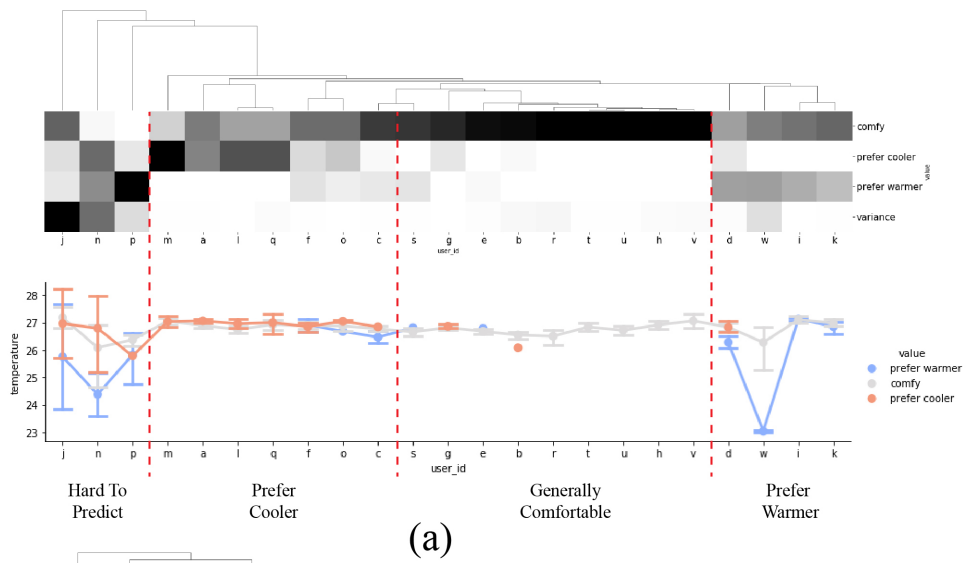 comfy
prefer cooler
prefer warmer
variance
value
j n p m a l q f o c s g e b r t u h v d w i k
user_id
28
27
26
25
24
23
temperature
value
prefer warmer
comfy
prefer cooler
j n p m a l q f o c s g e b r t u h v d w i k
user_id
Hard To Predict
Prefer Cooler
Generally Comfortable
Prefer Warmer
(a)